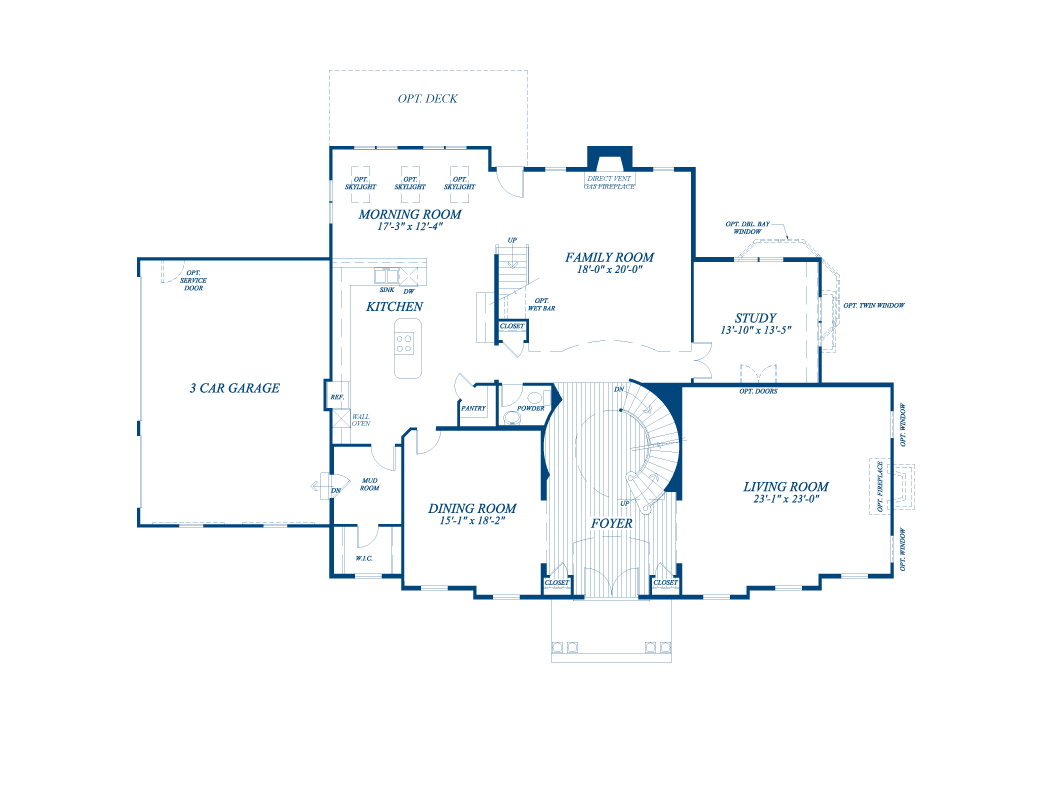 OPT. DECK
DIRECT VENT
GAS FIREPLACE
OPT.
SKYLIGHT
OPT.
SKYLIGHT
OPT.
SKYLIGHT
MORNING ROOM
17'-3" x 12'-4"
OPT. DBL. BAY
WINDOW
UP
FAMILY ROOM
18'-0" x 20'-0"
OPT.
SERVICE
DOOR
SINK
DW
KITCHEN
OPT.
WET BAR
OPT. TWIN WINDOW
CLOSET
STUDY
13'-10" x 13'-5"
3 CAR GARAGE
REF.
DN
OPT. DOORS
PANTRY
POWDER
WALL
OVEN
OPT. WINDOW
MUD
ROOM
DN
LIVING ROOM
23'-1" x 23'-0"
OPT. FIREPLACE
DINING ROOM
15'-1" x 18'-2"
UP
FOYER
W.I.C.
OPT. WINDOW
CLOSET
CLOSET